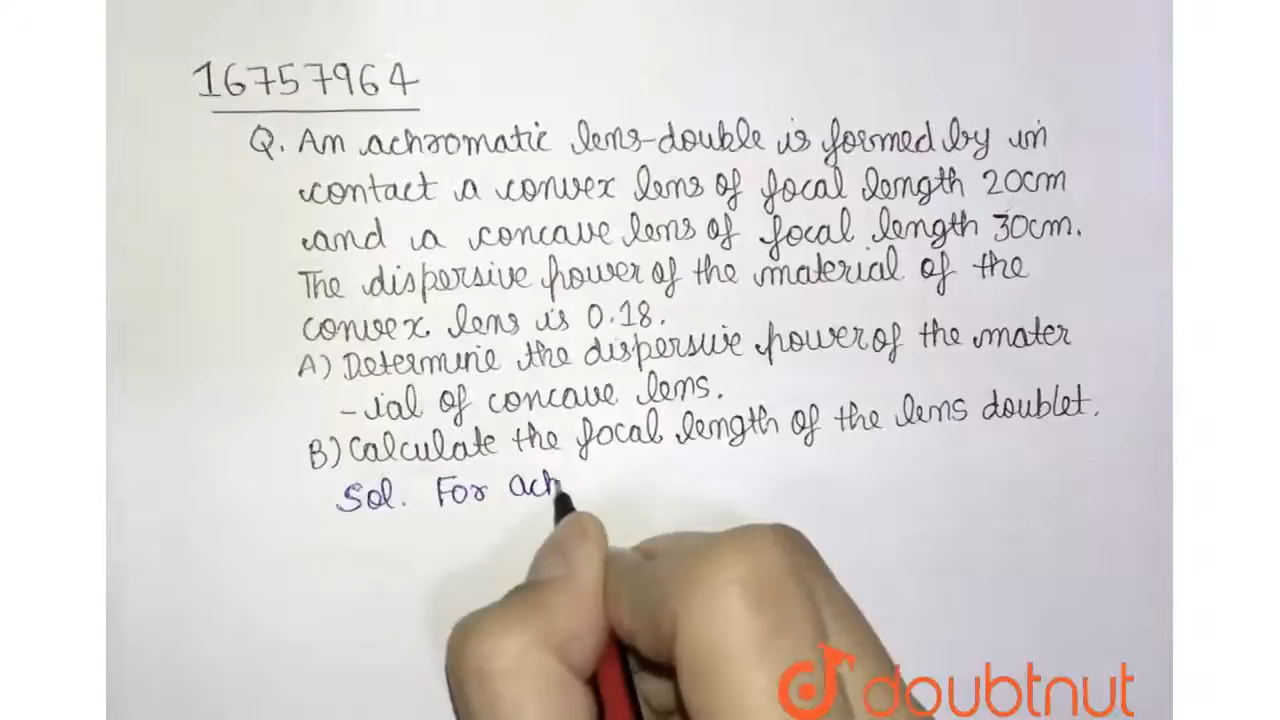 16757964
Q. An achromatic lens-double is formed by in
contact a convex lens of focal length 20cm
and a concave lens of focal length 30cm.
The dispersive power of the material of the
convex lens is 0.18.
A) Determine the dispersive power of the mater
-ial of concave lens.
B) Calculate the focal length of the lens doublet.
Sol. For ach
doubtnut